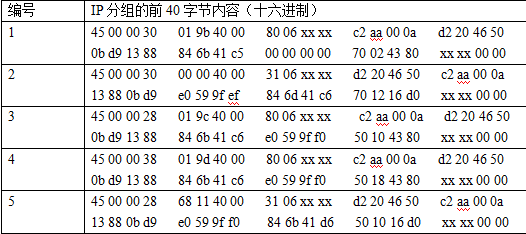 编号 IP 分组的前 40 字节内容（十六进制）
1 45 00 00 30 01 9b 40 00 80 06 xx xx c2 aa 00 0a d2 20 46 50
0b d9 13 88 84 6b 41 c5 00 00 00 00 70 02 43 80 xx xx 00 00
2 45 00 00 30 00 00 40 00 31 06 xx xx d2 20 46 50 c2 aa 00 0a
13 88 0b d9 e0 59 9f ef 84 6d 41 c6 70 12 16 d0 xx xx 00 00
3 45 00 00 28 01 9c 40 00 80 06 xx xx c2 aa 00 0a d2 20 46 50
0b d9 13 88 84 6b 41 c6 e0 59 9f f0 50 10 43 80 xx xx 00 00
4 45 00 00 38 01 9d 40 00 80 06 xx xx c2 aa 00 0a d2 20 46 50
0b d9 13 88 84 6b 41 c6 e0 59 9f f0 50 18 43 80 xx xx 00 00
5 45 00 00 28 68 11 40 00 31 06 xx xx d2 20 46 50 c2 aa 00 0a
13 88 0b d9 e0 59 9f f0 84 6b 41 d6 50 10 16 d0 xx xx 00 00